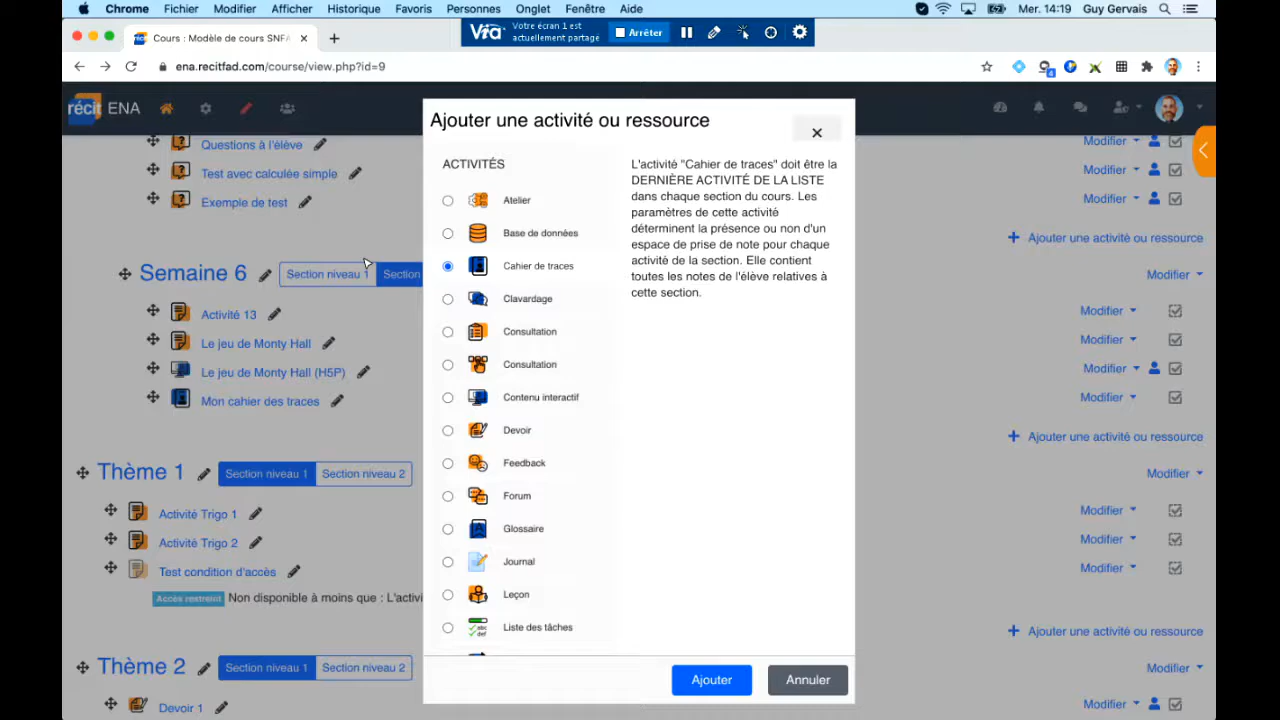 Chrome Fichier Modifier Afficher Historique Favoris Personnes Onglet Fenêtre Aide Mer. 14:19 Guy Gervais
Cours : Modèle de cours SNFA
Via Votre écran 1 est actuellement partagé Arrêter
ena.recitfad.com/course/view.php?id=9
récit ENA
Questions à l'élève Modifier
Test avec calculée simple Modifier
Exemple de test Modifier
Ajouter une activité ou ressource
Semaine 6 Section niveau 1 Section Modifier
Activité 13 Modifier
Le jeu de Monty Hall Modifier
Le jeu de Monty Hall (H5P) Modifier
Mon cahier des traces Modifier
Ajouter une activité ou ressource
Thème 1 Section niveau 1 Section niveau 2 Modifier
Activité Trigo 1 Modifier
Activité Trigo 2 Modifier
Test condition d'accès Modifier
Accès restreint Non disponible à moins que : L'activi
Ajouter une activité ou ressource
Thème 2 Section niveau 1 Section niveau 2 Modifier
Devoir 1 Modifier
Ajouter une activité ou ressource
ACTIVITÉS
Atelier
Base de données
Cahier de traces
Clavardage
Consultation
Consultation
Contenu interactif
Devoir
Feedback
Forum
Glossaire
Journal
Leçon
Liste des tâches
L'activité "Cahier de traces" doit être la
DERNIÈRE ACTIVITÉ DE LA LISTE
dans chaque section du cours. Les
paramètres de cette activité
déterminent la présence ou non d'un
espace de prise de note pour chaque
activité de la section. Elle contient
toutes les notes de l'élève relatives à
cette section.
Ajouter Annuler